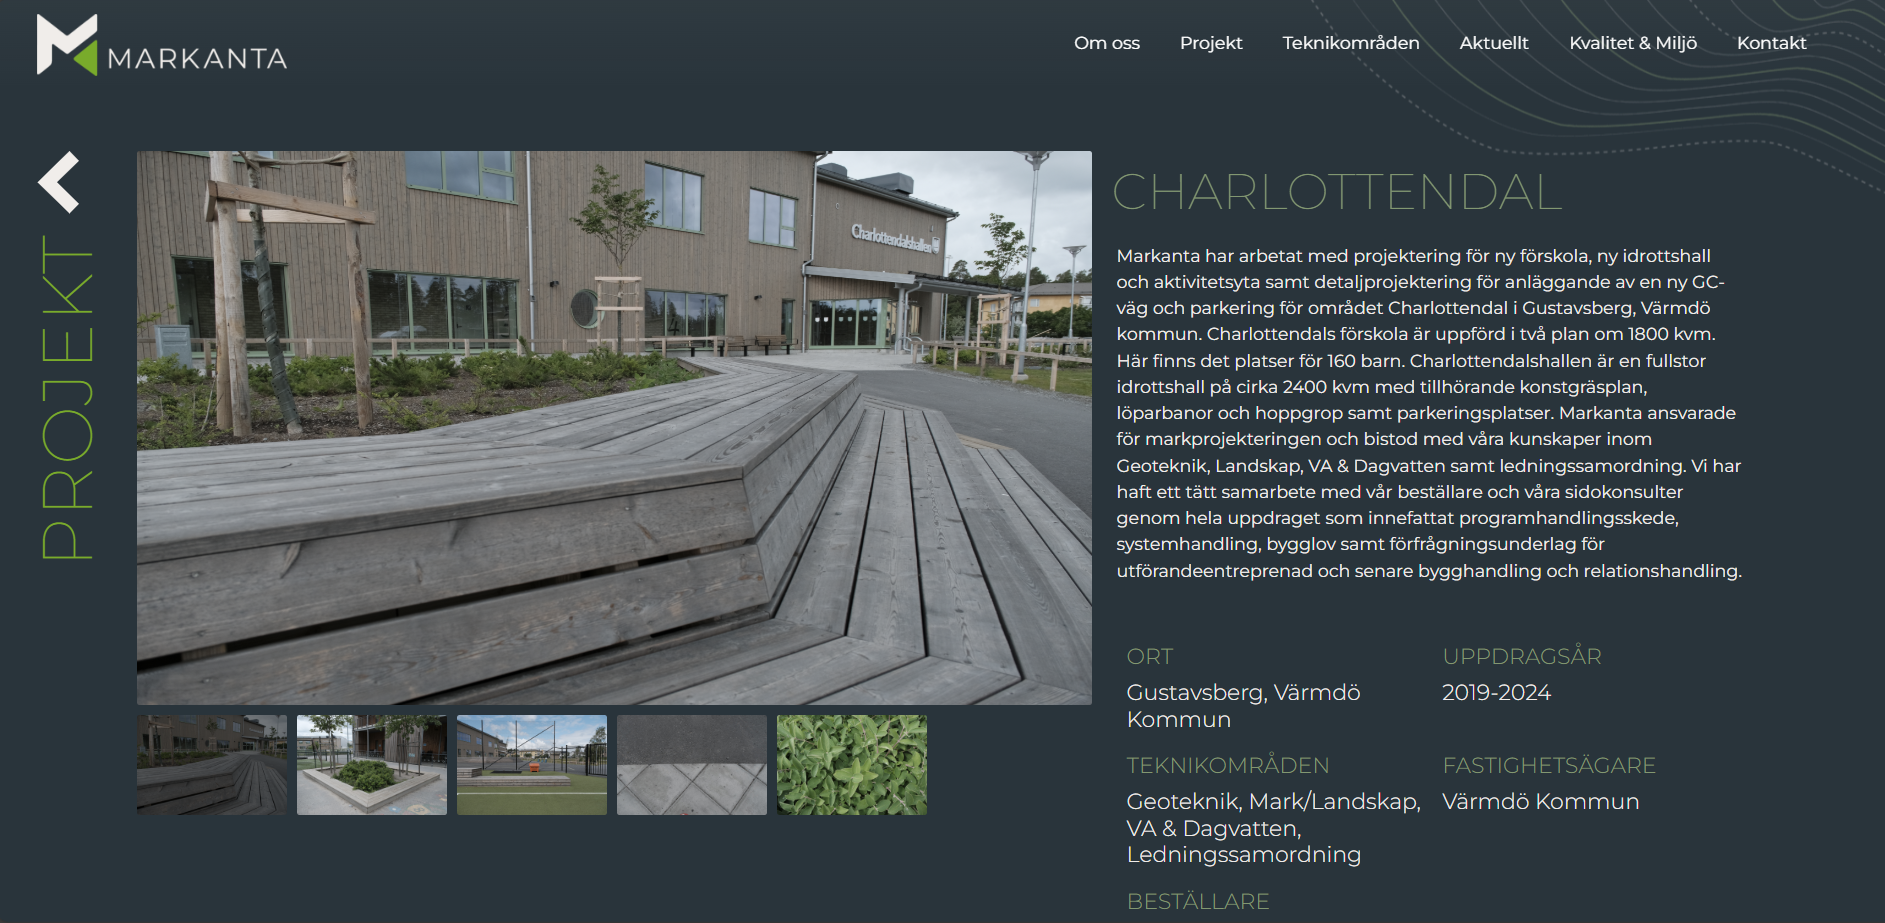 MARKANTA
Om oss
Projekt
Teknikområden
Aktuellt
Kvalitet & Miljö
Kontakt
PROJEKT
Charlottendalshallen
CHARLOTTENDAL
Markanta har arbetat med projektering för ny förskola, ny idrottshall
och aktivitetsyta samt detaljprojektering för anläggande av en ny GC-
väg och parkering för området Charlottendal i Gustavsberg, Värmdö
kommun. Charlottendals förskola är uppförd i två plan om 1800 kvm.
Här finns det platser för 160 barn. Charlottendalshallen är en fullstor
idrottshall på cirka 2400 kvm med tillhörande konstgräsplan,
löparbanor och hoppgrop samt parkeringsplatser. Markanta ansvarade
för markprojekteringen och bistod med våra kunskaper inom
Geoteknik, Landskap, VA & Dagvatten samt ledningssamordning. Vi har
haft ett tätt samarbete med vår beställare och våra sidokonsulter
genom hela uppdraget som innefattat programhandlingsskede,
systemhandling, bygglov samt förfrågningsunderlag för
utförandeentreprenad och senare bygghandling och relationshandling.
ORT
Gustavsberg, Värmdö
Kommun
UPPDRAGSÅR
2019-2024
TEKNIKOMRÅDEN
Geoteknik, Mark/Landskap,
VA & Dagvatten,
Ledningssamordning
FASTIGHETSÄGARE
Värmdö Kommun
BESTÄLLARE